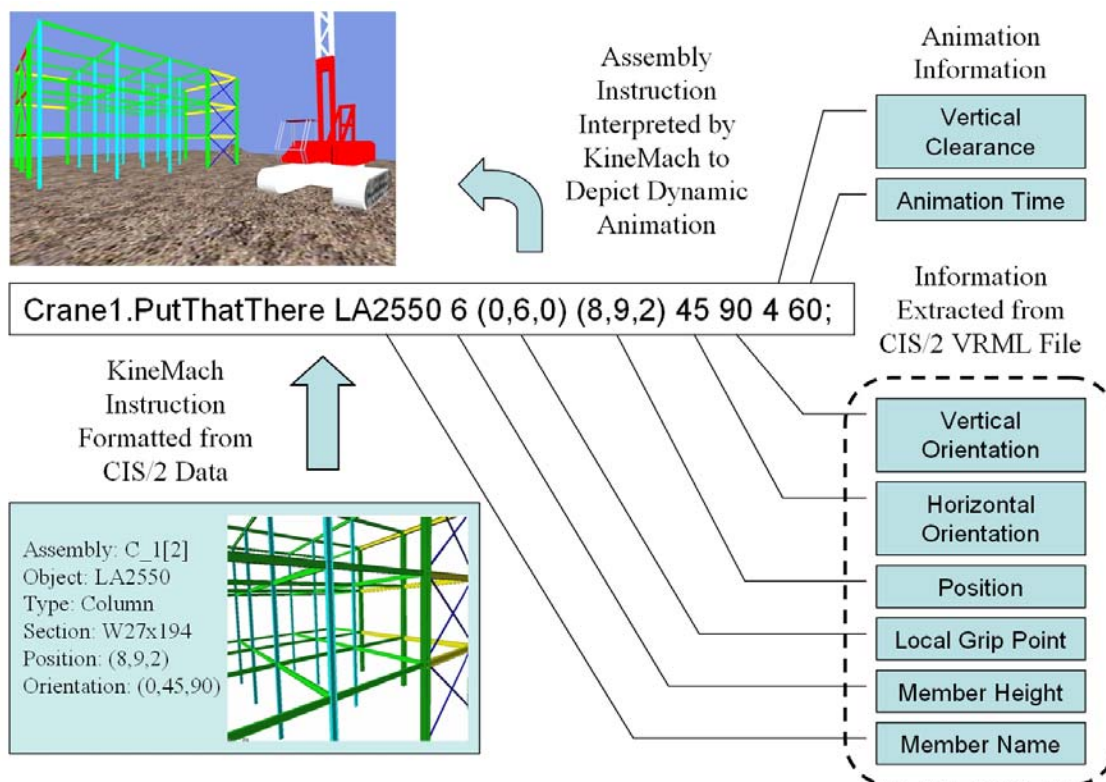 Assembly
Instruction
Interpreted by
KineMach to
Depict Dynamic
Animation
Animation
Information
Vertical
Clearance
Animation Time
Crane1.PutThatThere LA2550 6 (0,6,0) (8,9,2) 45 90 4 60;
Information
Extracted from
CIS/2 VRML File
KineMach
Instruction
Formatted from
CIS/2 Data
Vertical
Orientation
Horizontal
Orientation
Position
Local Grip Point
Member Height
Member Name
Assembly: C_1[2]
Object: LA2550
Type: Column
Section: W27x194
Position: (8,9,2)
Orientation: (0,45,90)